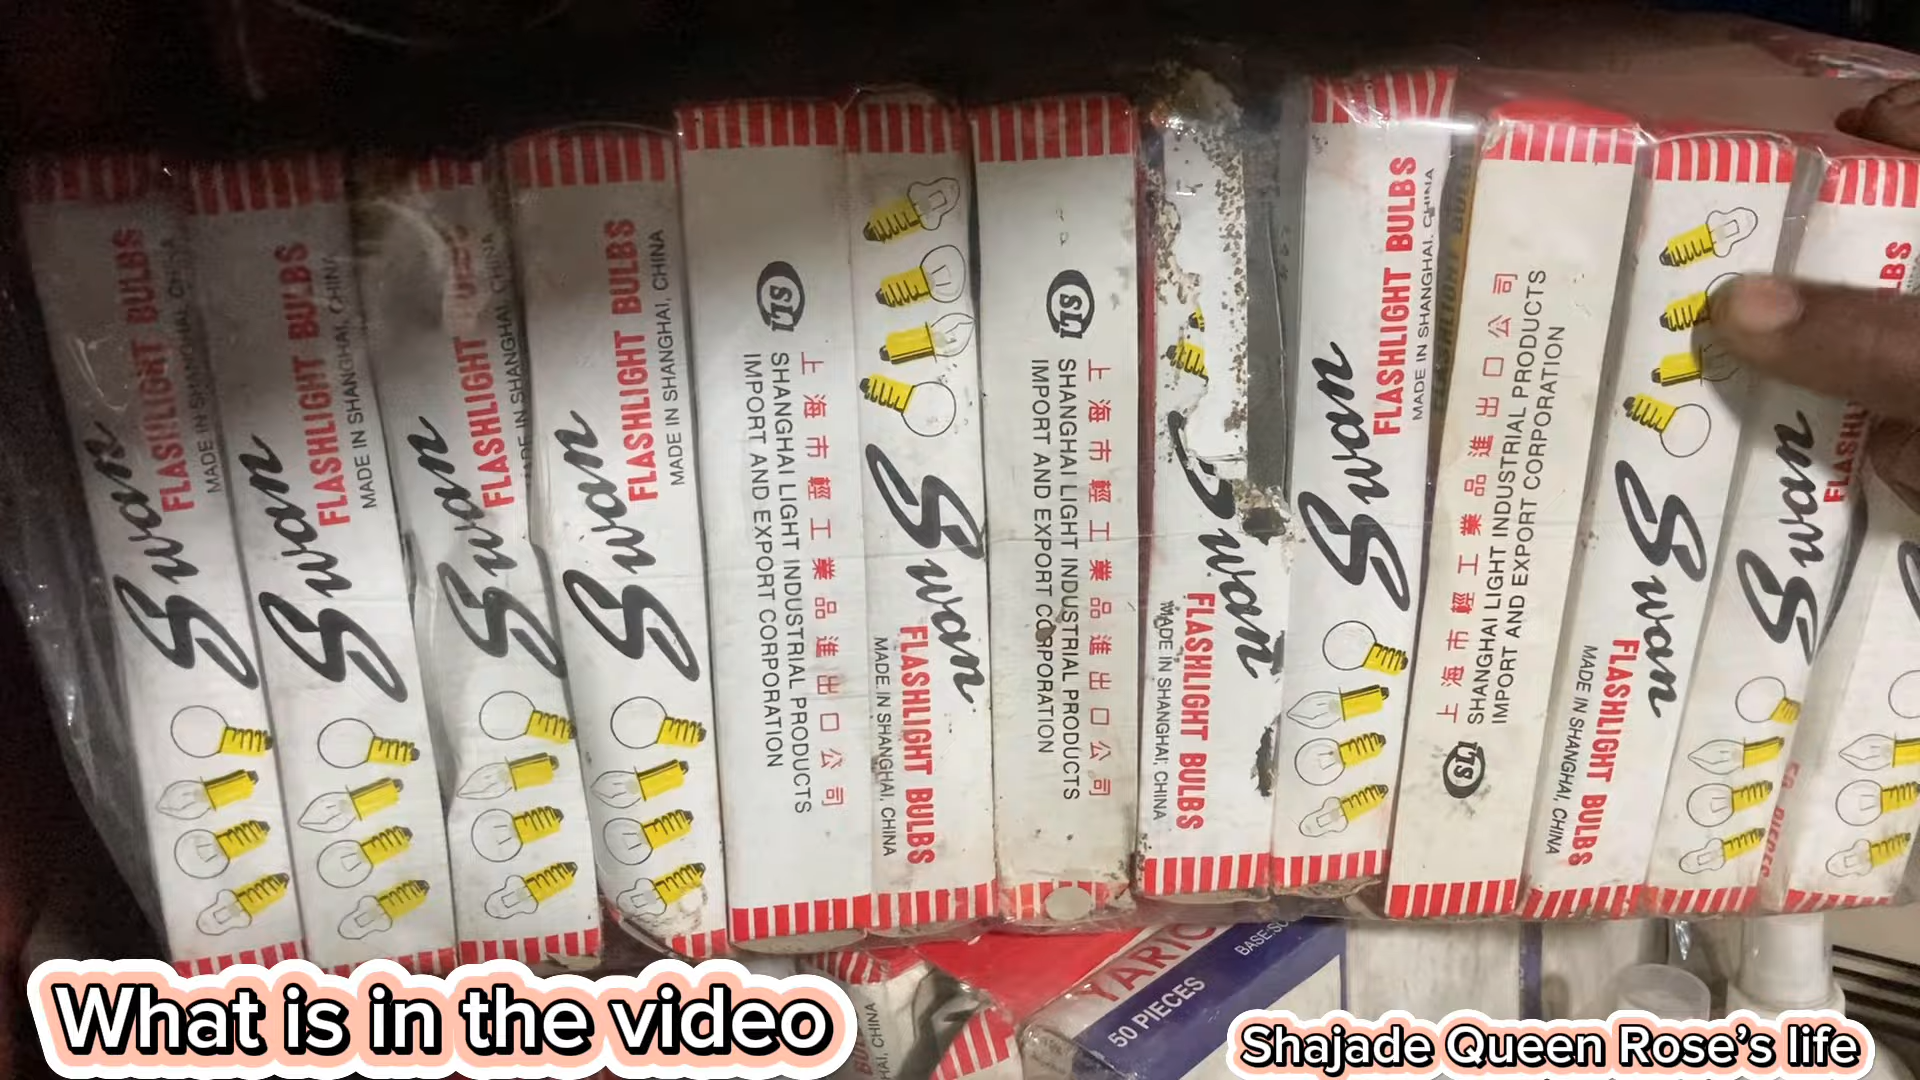 Swan
FLASHLIGHT BULBS
MADE IN SHANGHAI, CHINA
Swan
FLASHLIGHT BULBS
MADE IN SHANGHAI, CHINA
Swan
FLASHLIGHT
MADE IN SHANGHAI, CHINA
Swan
FLASHLIGHT BULBS
MADE IN SHANGHAI, CHINA
SLI
上海市輕工業品進出口公司
SHANGHAI LIGHT INDUSTRIAL PRODUCTS
IMPORT AND EXPORT CORPORATION
Swan
FLASHLIGHT BULBS
MADE IN SHANGHAI, CHINA
SLI
上海市輕工業品進出口公司
SHANGHAI LIGHT INDUSTRIAL PRODUCTS
IMPORT AND EXPORT CORPORATION
Swan
FLASHLIGHT BULBS
MADE IN SHANGHAI, CHINA
Swan
FLASHLIGHT BULBS
MADE IN SHANGHAI, CHINA
SLI
上海市輕工業品進出口公司
SHANGHAI LIGHT INDUSTRIAL PRODUCTS
IMPORT AND EXPORT CORPORATION
Swan
FLASHLIGHT BULBS
MADE IN SHANGHAI, CHINA
Swan
50 PIECES
What is in the video
Shajade Queen Rose's life